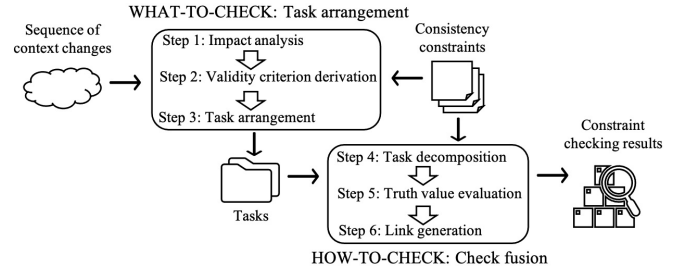 WHAT-TO-CHECK: Task arrangement
Sequence of
context changes
Step 1: Impact analysis
Step 2: Validity criterion derivation
Step 3: Task arrangement
Consistency
constraints
Tasks
Step 4: Task decomposition
Step 5: Truth value evaluation
Step 6: Link generation
Constraint
checking results
HOW-TO-CHECK: Check fusion